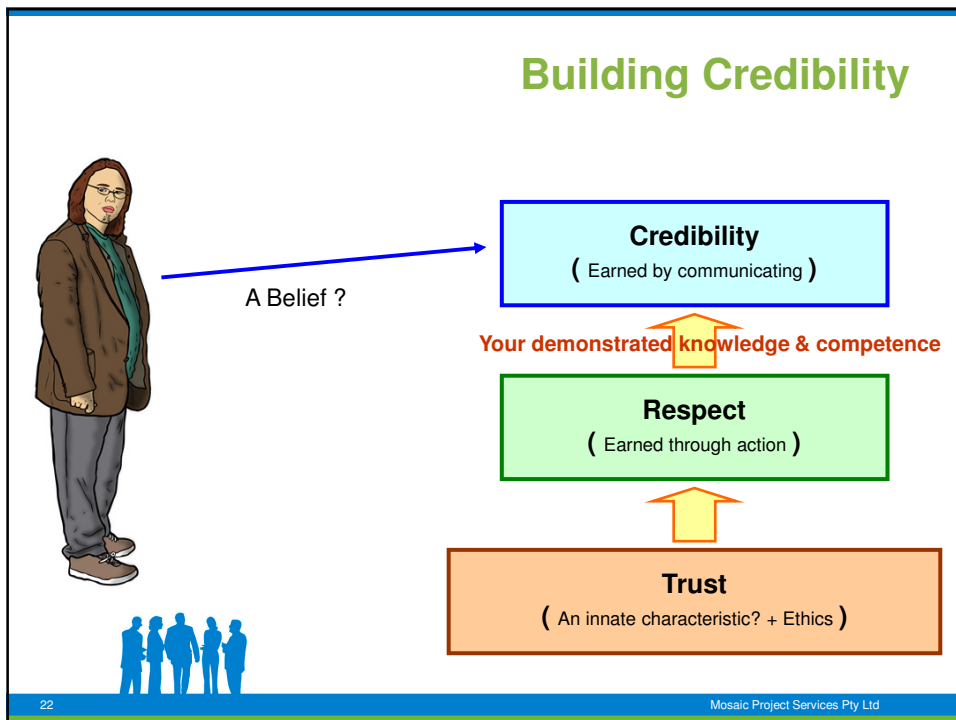 Building Credibility
Credibility
( Earned by communicating )
A Belief ?
Your demonstrated knowledge & competence
Respect
( Earned through action )
Trust
( An innate characteristic? + Ethics )
22
Mosaic Project Services Pty Ltd